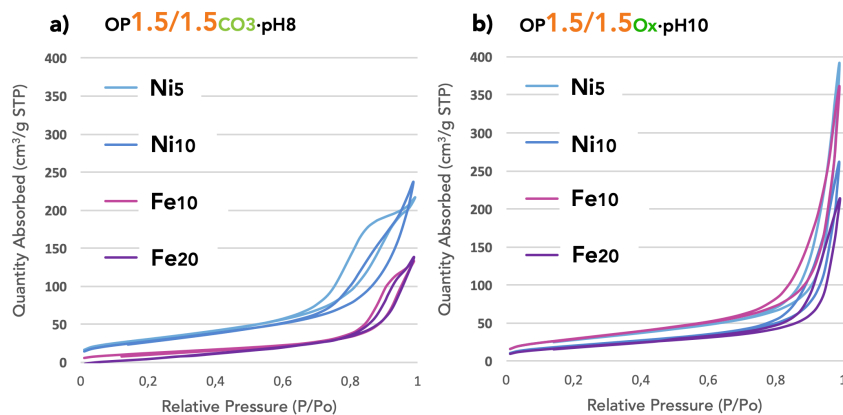 a) OP1.5/1.5CO3·pH8
Quantity Absorbed (cm³/g STP)
400
350
300
250
200
150
100
50
0
Ni5
Ni10
Fe10
Fe20
0 0,2 0,4 0,6 0,8 1
Relative Pressure (P/Po)
b) OP1.5/1.5Ox·pH10
Quantity Absorbed (cm³/g STP)
400
350
300
250
200
150
100
50
0
Ni5
Ni10
Fe10
Fe20
0 0,2 0,4 0,6 0,8 1
Relative Pressure (P/Po)